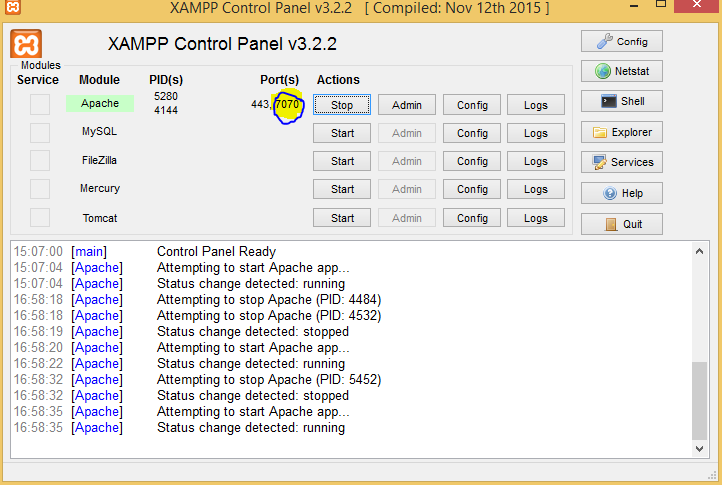 XAMPP Control Panel v3.2.2 [ Compiled: Nov 12th 2015 ]
XAMPP Control Panel v3.2.2
Config
Modules
Service Module PID(s) Port(s) Actions
Netstat
Apache 5280 4144 443, 7070 Stop Admin Config Logs
Shell
MySQL Start Admin Config Logs
Explorer
FileZilla Start Admin Config Logs
Services
Mercury Start Admin Config Logs
Help
Tomcat Start Admin Config Logs
Quit
15:07:00 [main] Control Panel Ready
15:07:04 [Apache] Attempting to start Apache app...
15:07:04 [Apache] Status change detected: running
16:58:18 [Apache] Attempting to stop Apache (PID: 4484)
16:58:18 [Apache] Attempting to stop Apache (PID: 4532)
16:58:19 [Apache] Status change detected: stopped
16:58:20 [Apache] Attempting to start Apache app...
16:58:22 [Apache] Status change detected: running
16:58:32 [Apache] Attempting to stop Apache (PID: 5452)
16:58:32 [Apache] Status change detected: stopped
16:58:35 [Apache] Attempting to start Apache app...
16:58:35 [Apache] Status change detected: running